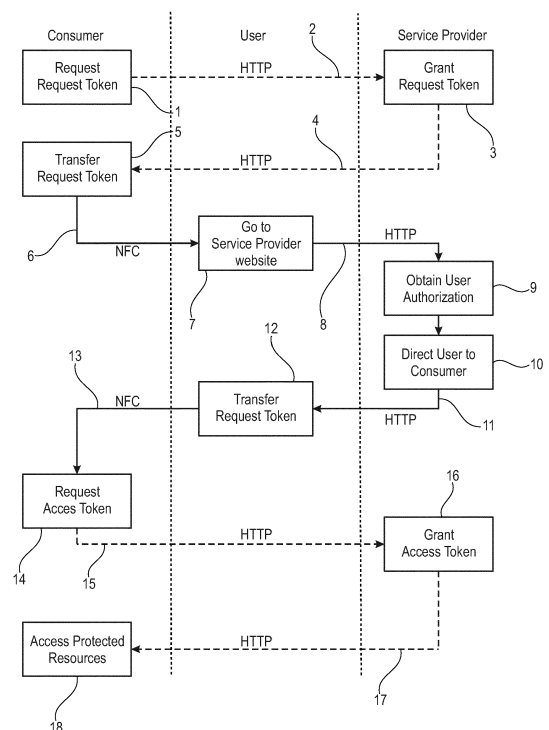 Consumer
User
Service Provider
2
Request
Request Token
HTTP
Grant
Request Token
1
5
4
3
Transfer
Request Token
HTTP
6
NFC
Go to
Service Provider
website
HTTP
7
8
Obtain User
Authorization
9
Direct User to
Consumer
10
12
13
NFC
Transfer
Request Token
HTTP
11
Request
Acces Token
16
14
15
HTTP
Grant
Access Token
Access Protected
Resources
HTTP
17
18